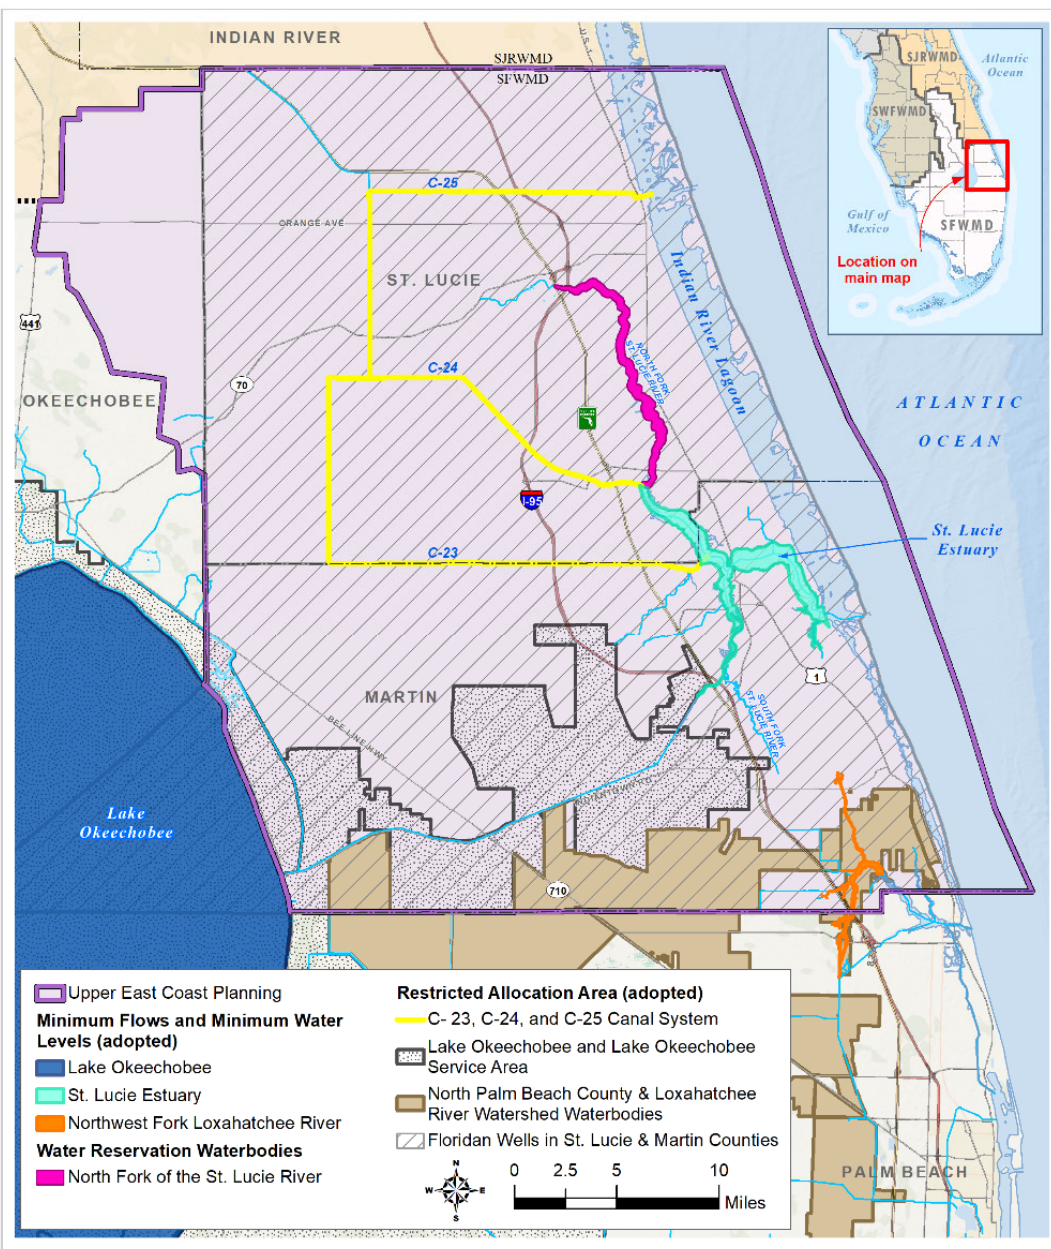 INDIAN RIVER
SJRWMD
SFWMD
U.S. 1
SJRWMD
Atlantic
Ocean
SWFWMD
Gulf of
Mexico
SFWMD
Location on
main map
C-25
ORANGE AVE
ST. LUCIE
Indian River Lagoon
441
NORTH FORK
ST. LUCIE RIVER
C-24
70
OKEECHOBEE
ATLANTIC
OCEAN
I-95
St. Lucie
Estuary
C-23
MARTIN
1
SOUTH FORK
ST. LUCIE RIVER
BEE LINE HWY
Lake
Okeechobee
710
Upper East Coast Planning
Minimum Flows and Minimum Water
Levels (adopted)
Lake Okeechobee
St. Lucie Estuary
Northwest Fork Loxahatchee River
Water Reservation Waterbodies
North Fork of the St. Lucie River
Restricted Allocation Area (adopted)
C- 23, C-24, and C-25 Canal System
Lake Okeechobee and Lake Okeechobee
Service Area
North Palm Beach County & Loxahatchee
River Watershed Waterbodies
Floridan Wells in St. Lucie & Martin Counties
N
W E
S
0 2.5 5 10
Miles
PALM BEACH